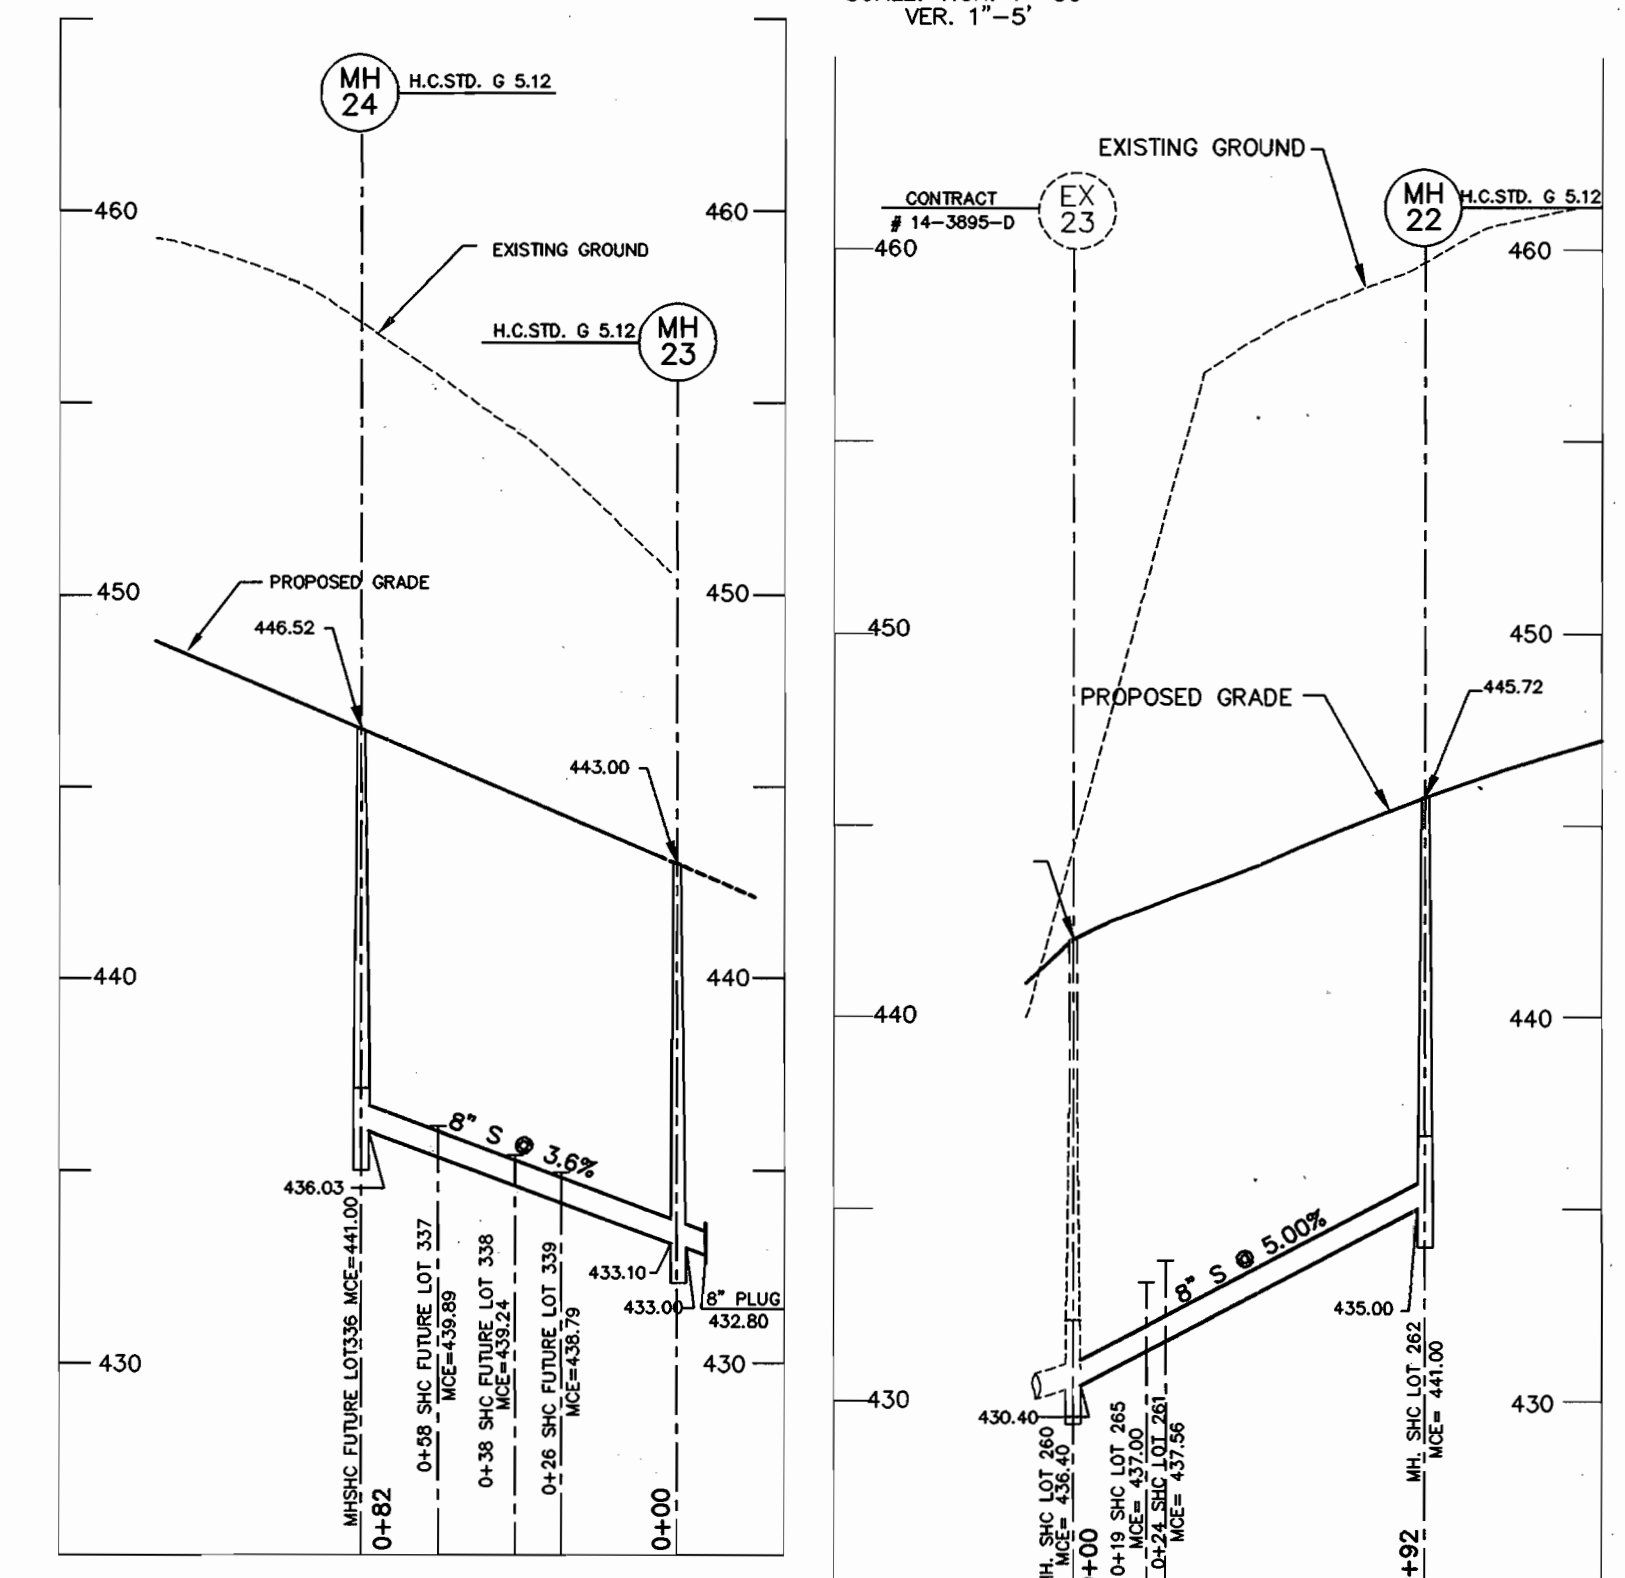 VER. 1"-5'
MH
24
H.C.STD. G 5.12
460
460
EXISTING GROUND
H.C.STD. G 5.12
MH
23
PROPOSED GRADE
450
450
446.52
443.00
440
440
8" S @ 3.6%
436.03
433.10
433.00
8" PLUG
432.80
430
430
MHSHC FUTURE LOT336 MCE=441.00
0+82
0+58 SHC FUTURE LOT 337
MCE=439.89
0+38 SHC FUTURE LOT 338
MCE=439.24
0+26 SHC FUTURE LOT 339
MCE=438.79
0+00
EXISTING GROUND
CONTRACT
# 14-3895-D
EX
23
MH
22
H.C.STD. G 5.12
460
460
450
450
PROPOSED GRADE
445.72
440
440
8" S @ 5.00%
435.00
430
430
430.40
H. SHC LOT 260
MCE= 436.40
+00
0+19 SHC LOT 265
MCE= 437.00
0+24 SHC LOT 261
MCE= 437.56
MH. SHC LOT 262
MCE= 441.00
+92